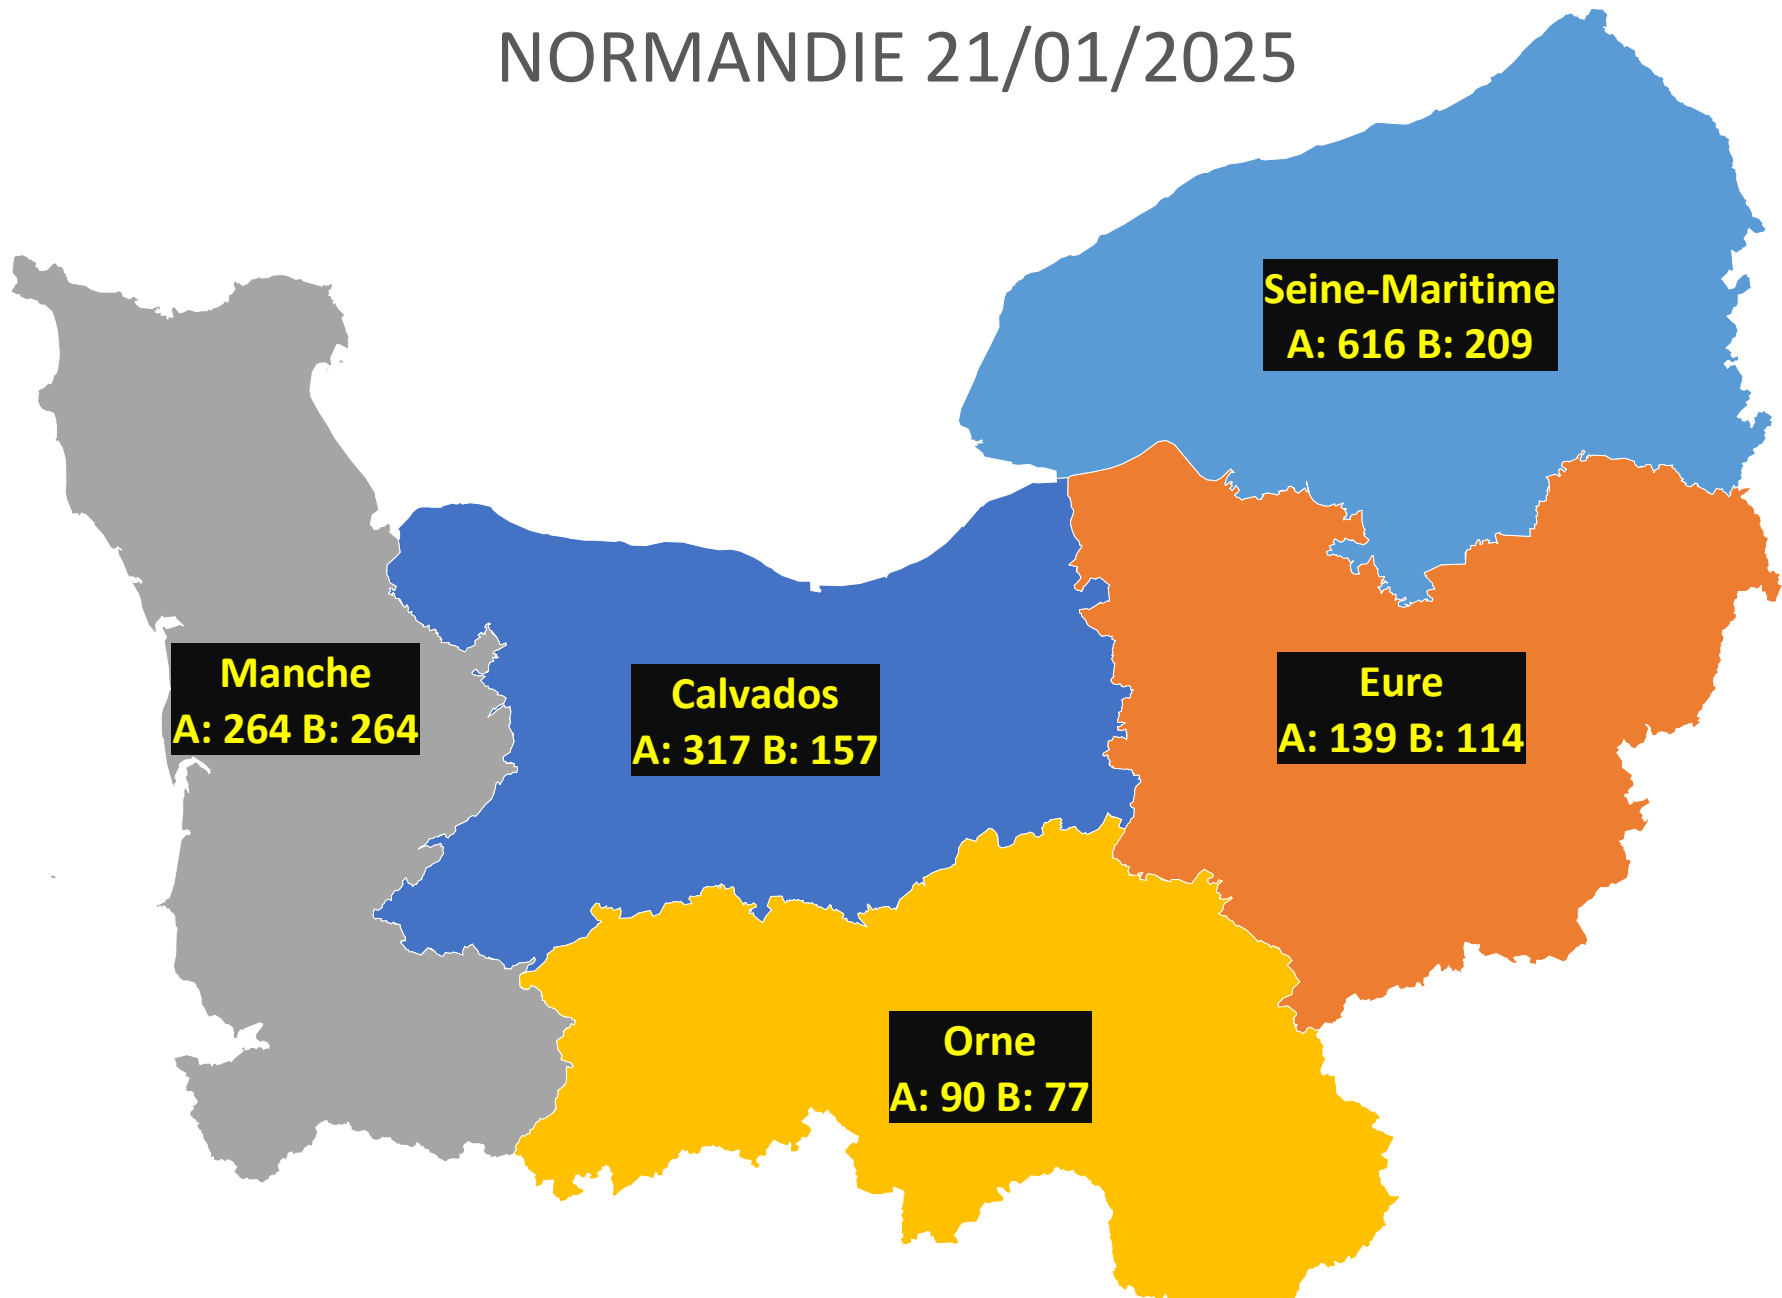 NORMANDIE 21/01/2025
Seine-Maritime
A: 616 B: 209
Manche
A: 264 B: 264
Calvados
A: 317 B: 157
Eure
A: 139 B: 114
Orne
A: 90 B: 77